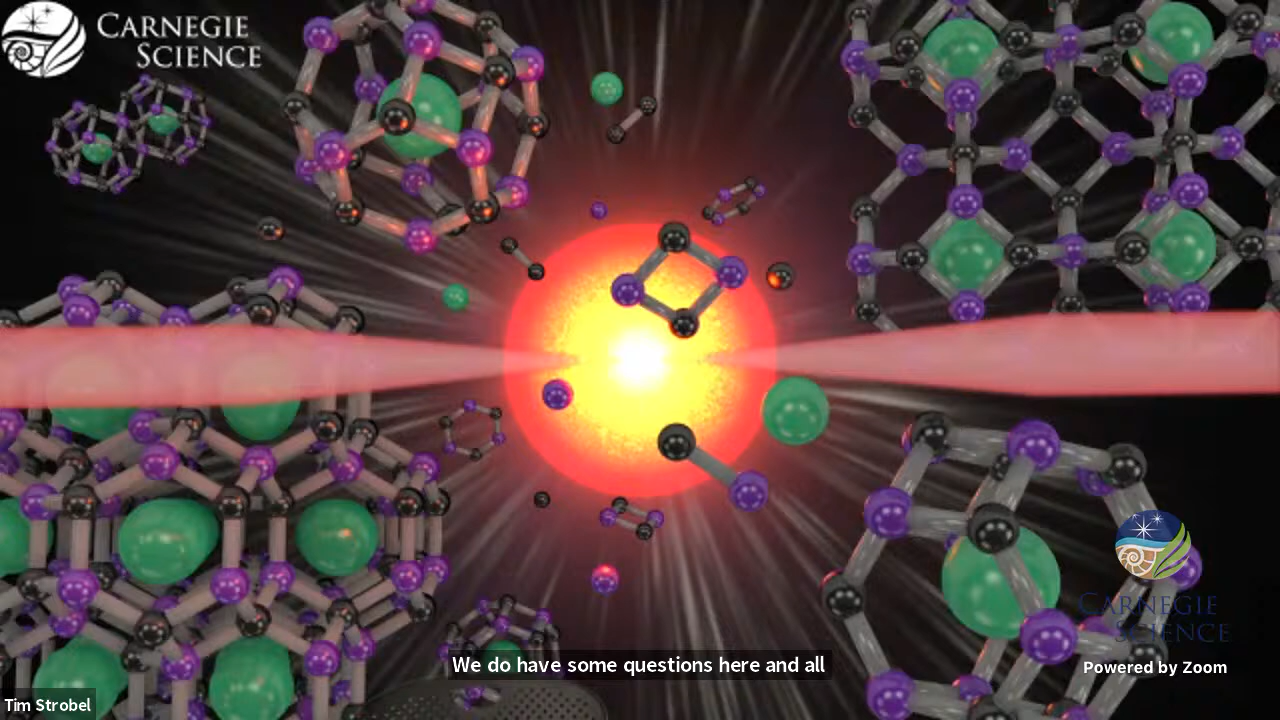 CARNEGIE
SCIENCE
CARNEGIE
SCIENCE
We do have some questions here and all
Powered by Zoom
Tim Strobel